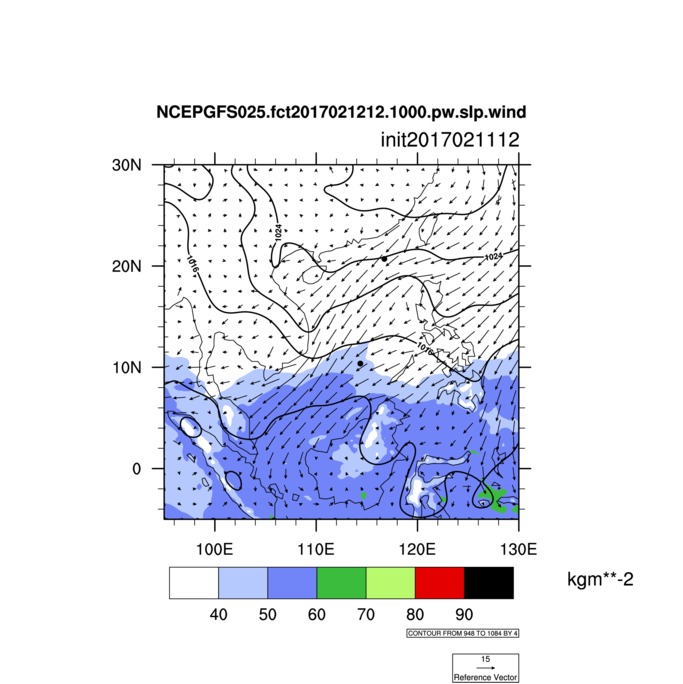 NCEPGFS025.fct2017021212.1000.pw.slp.wind
init2017021112
30N
20N
10N
0
1024
1016
1024
1016
100E 110E 120E 130E
40 50 60 70 80 90
kgm**-2
CONTOUR FROM 948 TO 1084 BY 4
15
Reference Vector